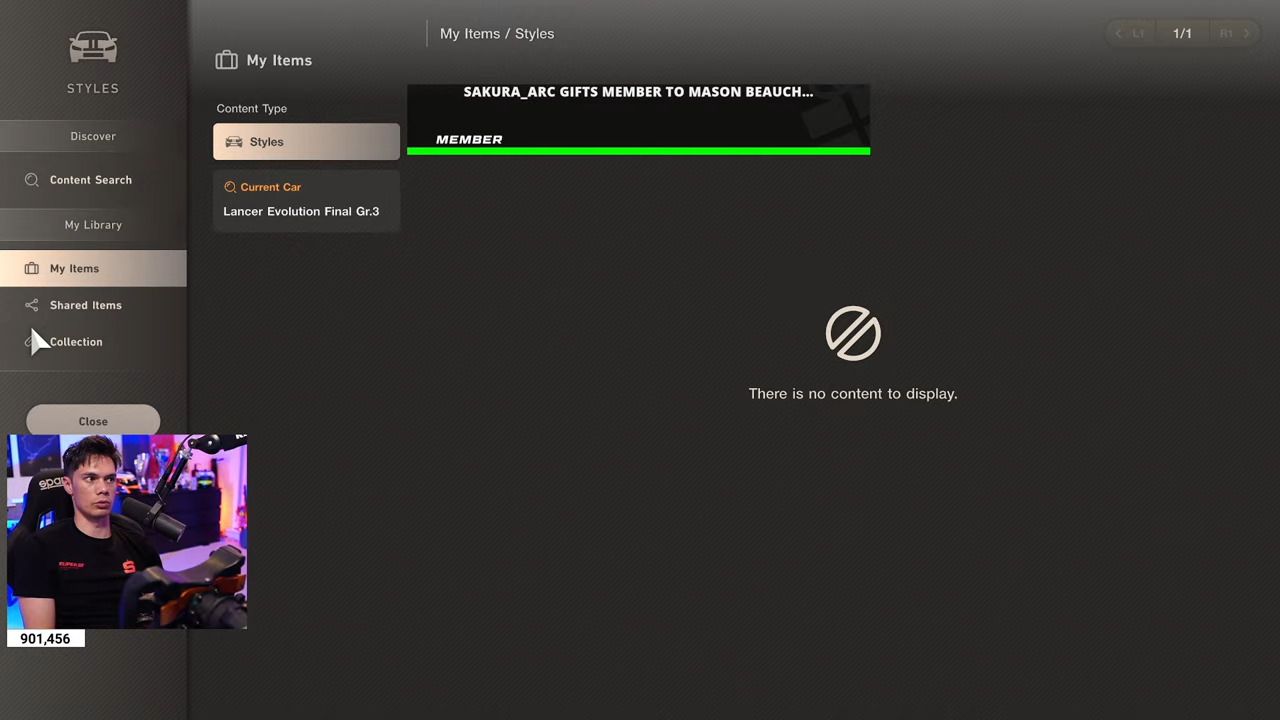 STYLES
Discover
Content Search
My Library
My Items
Shared Items
Collection
Close
My Items
Content Type
Styles
Current Car
Lancer Evolution Final Gr.3
My Items / Styles
L1
1/1
R1
SAKURA_ARC GIFTS MEMBER TO MASON BEAUCH...
MEMBER
There is no content to display.
901,456